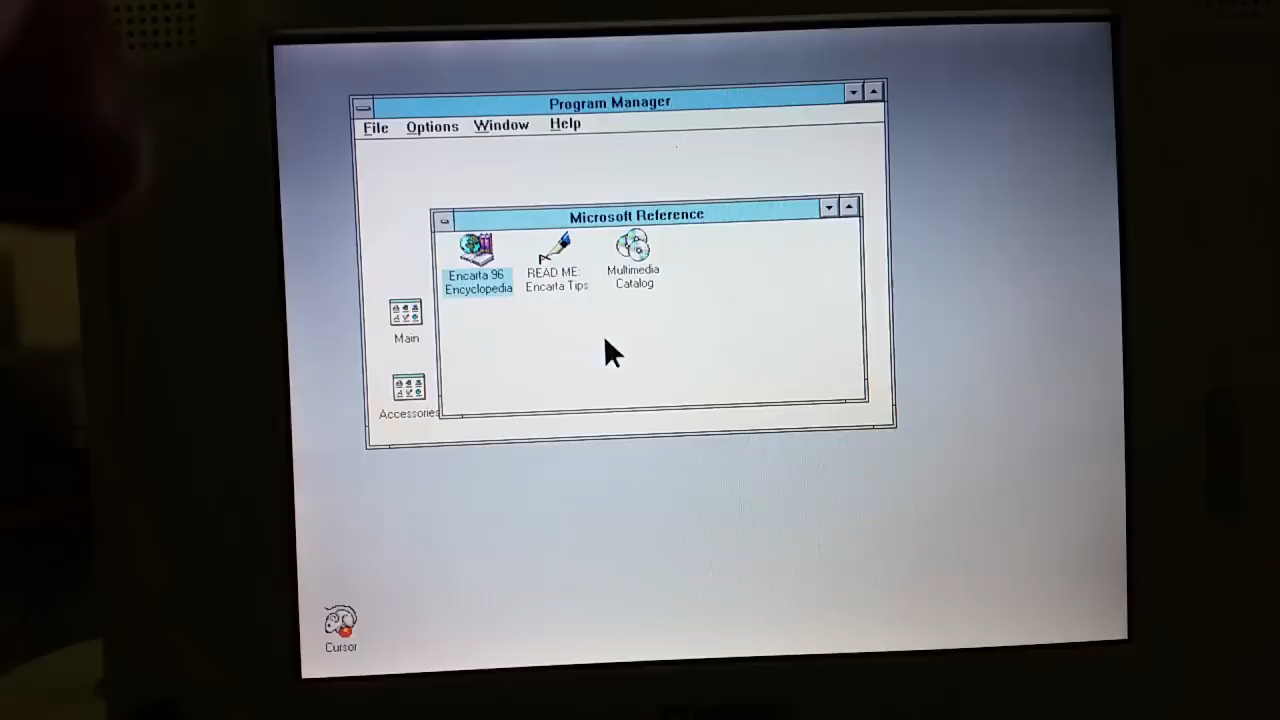 Program Manager
File Options Window Help
Microsoft Reference
Encarta 96
Encyclopedia
READ ME:
Encarta Tips
Multimedia
Catalog
Main
Accessories
Cursor